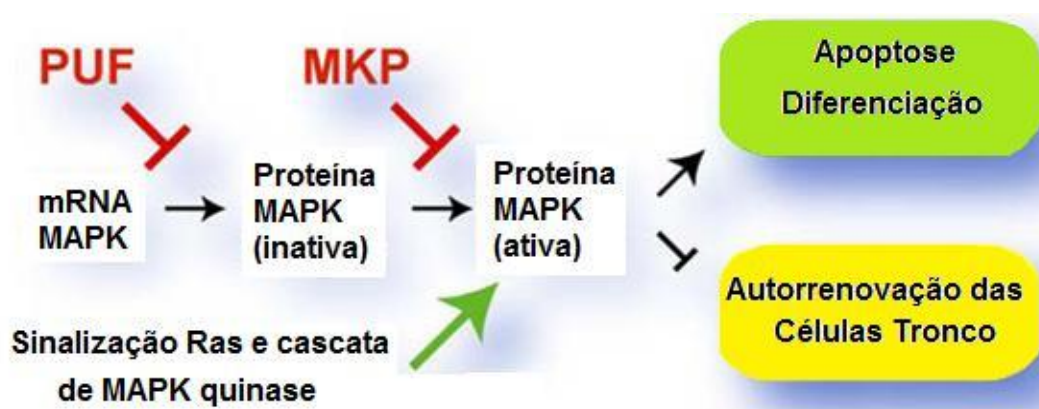 PUF
MKP
mRNA
MAPK
Proteína
MAPK
(inativa)
Proteína
MAPK
(ativa)
Apoptose
Diferenciação
Autorrenovação das
Células Tronco
Sinalização Ras e cascata
de MAPK quinase